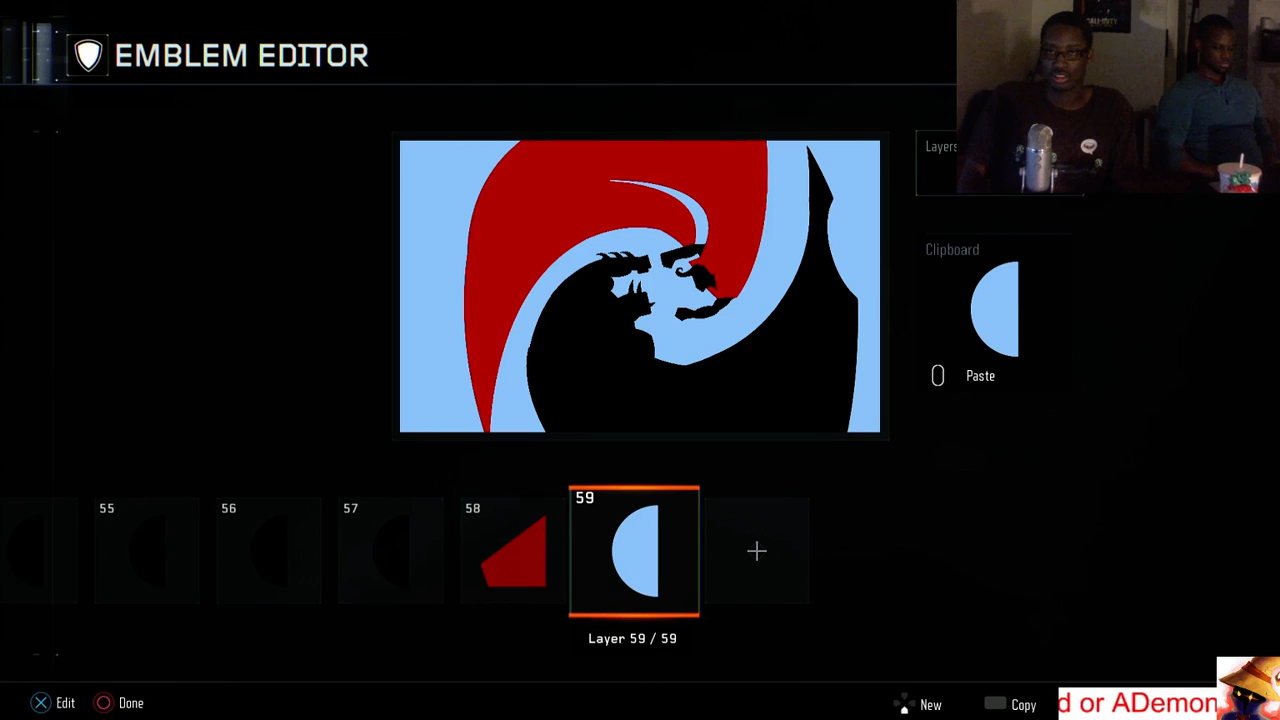 EMBLEM EDITOR
Layers
Clipboard
Paste
55
56
57
58
59
Layer 59 / 59
Edit
Done
New
Copy
d or ADemon